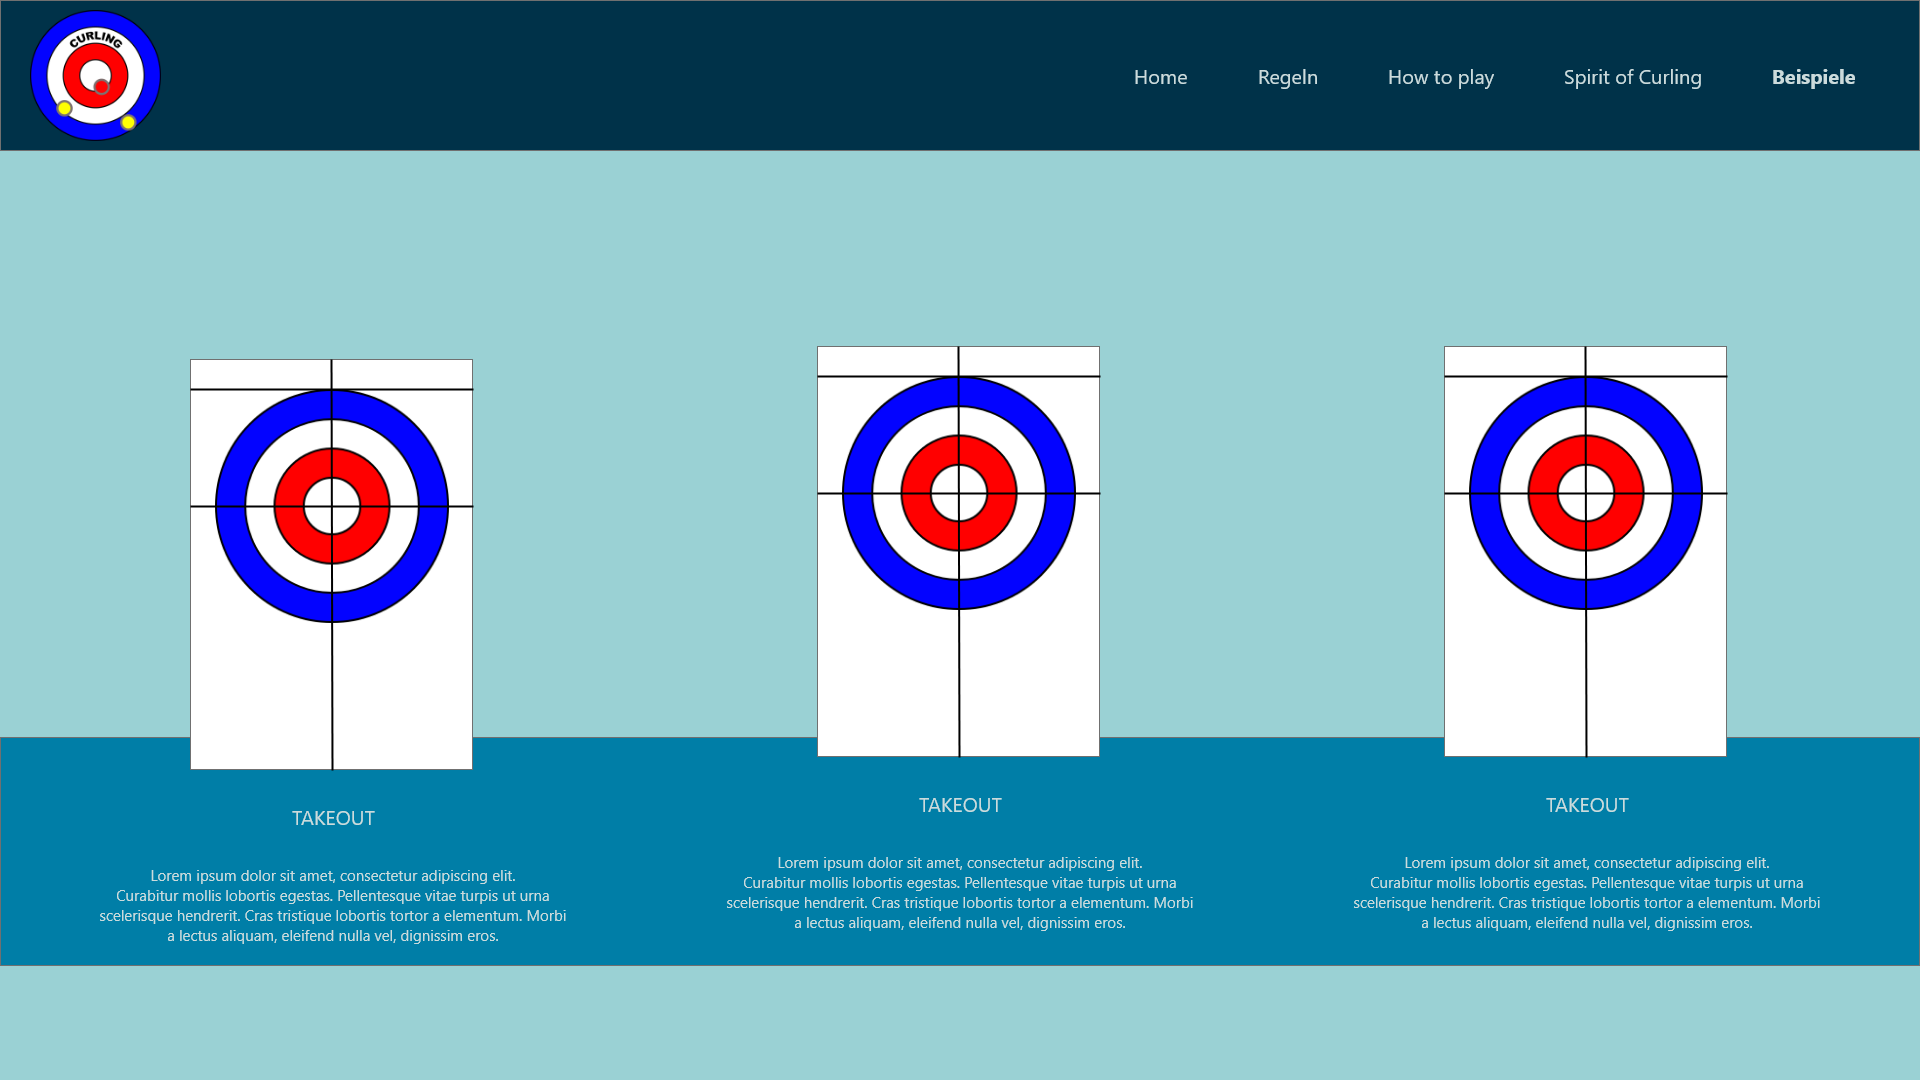 CURLING
Home
Regeln
How to play
Spirit of Curling
Beispiele
TAKEOUT
Lorem ipsum dolor sit amet, consectetur adipiscing elit.
Curabitur mollis lobortis egestas. Pellentesque vitae turpis ut urna
scelerisque hendrerit. Cras tristique lobortis tortor a elementum. Morbi
a lectus aliquam, eleifend nulla vel, dignissim eros.
TAKEOUT
Lorem ipsum dolor sit amet, consectetur adipiscing elit.
Curabitur mollis lobortis egestas. Pellentesque vitae turpis ut urna
scelerisque hendrerit. Cras tristique lobortis tortor a elementum. Morbi
a lectus aliquam, eleifend nulla vel, dignissim eros.
TAKEOUT
Lorem ipsum dolor sit amet, consectetur adipiscing elit.
Curabitur mollis lobortis egestas. Pellentesque vitae turpis ut urna
scelerisque hendrerit. Cras tristique lobortis tortor a elementum. Morbi
a lectus aliquam, eleifend nulla vel, dignissim eros.